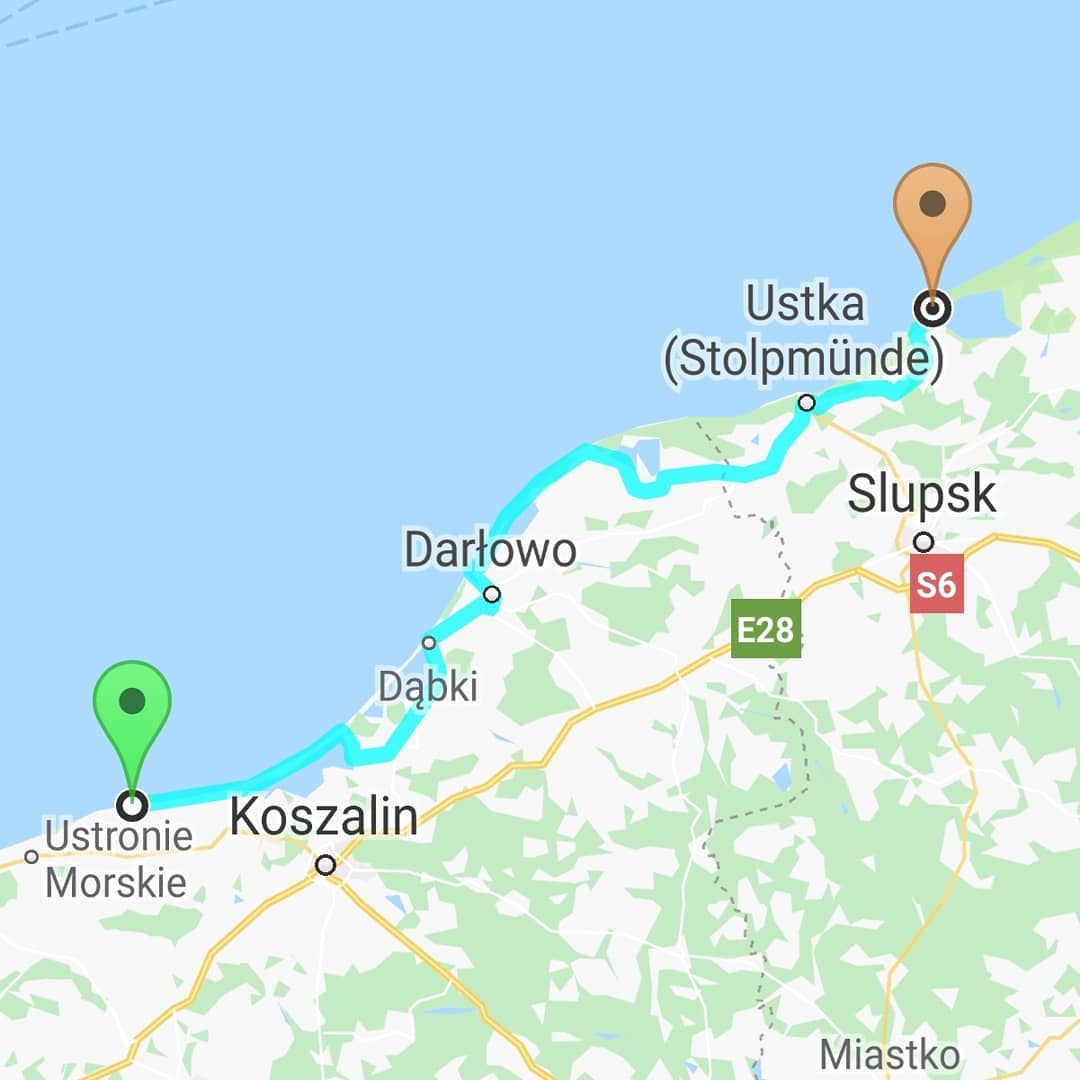 Ustka
(Stolpmünde)
Slupsk
Darłowo
S6
E28
Dąbki
Koszalin
Ustronie
Morskie
Miastko